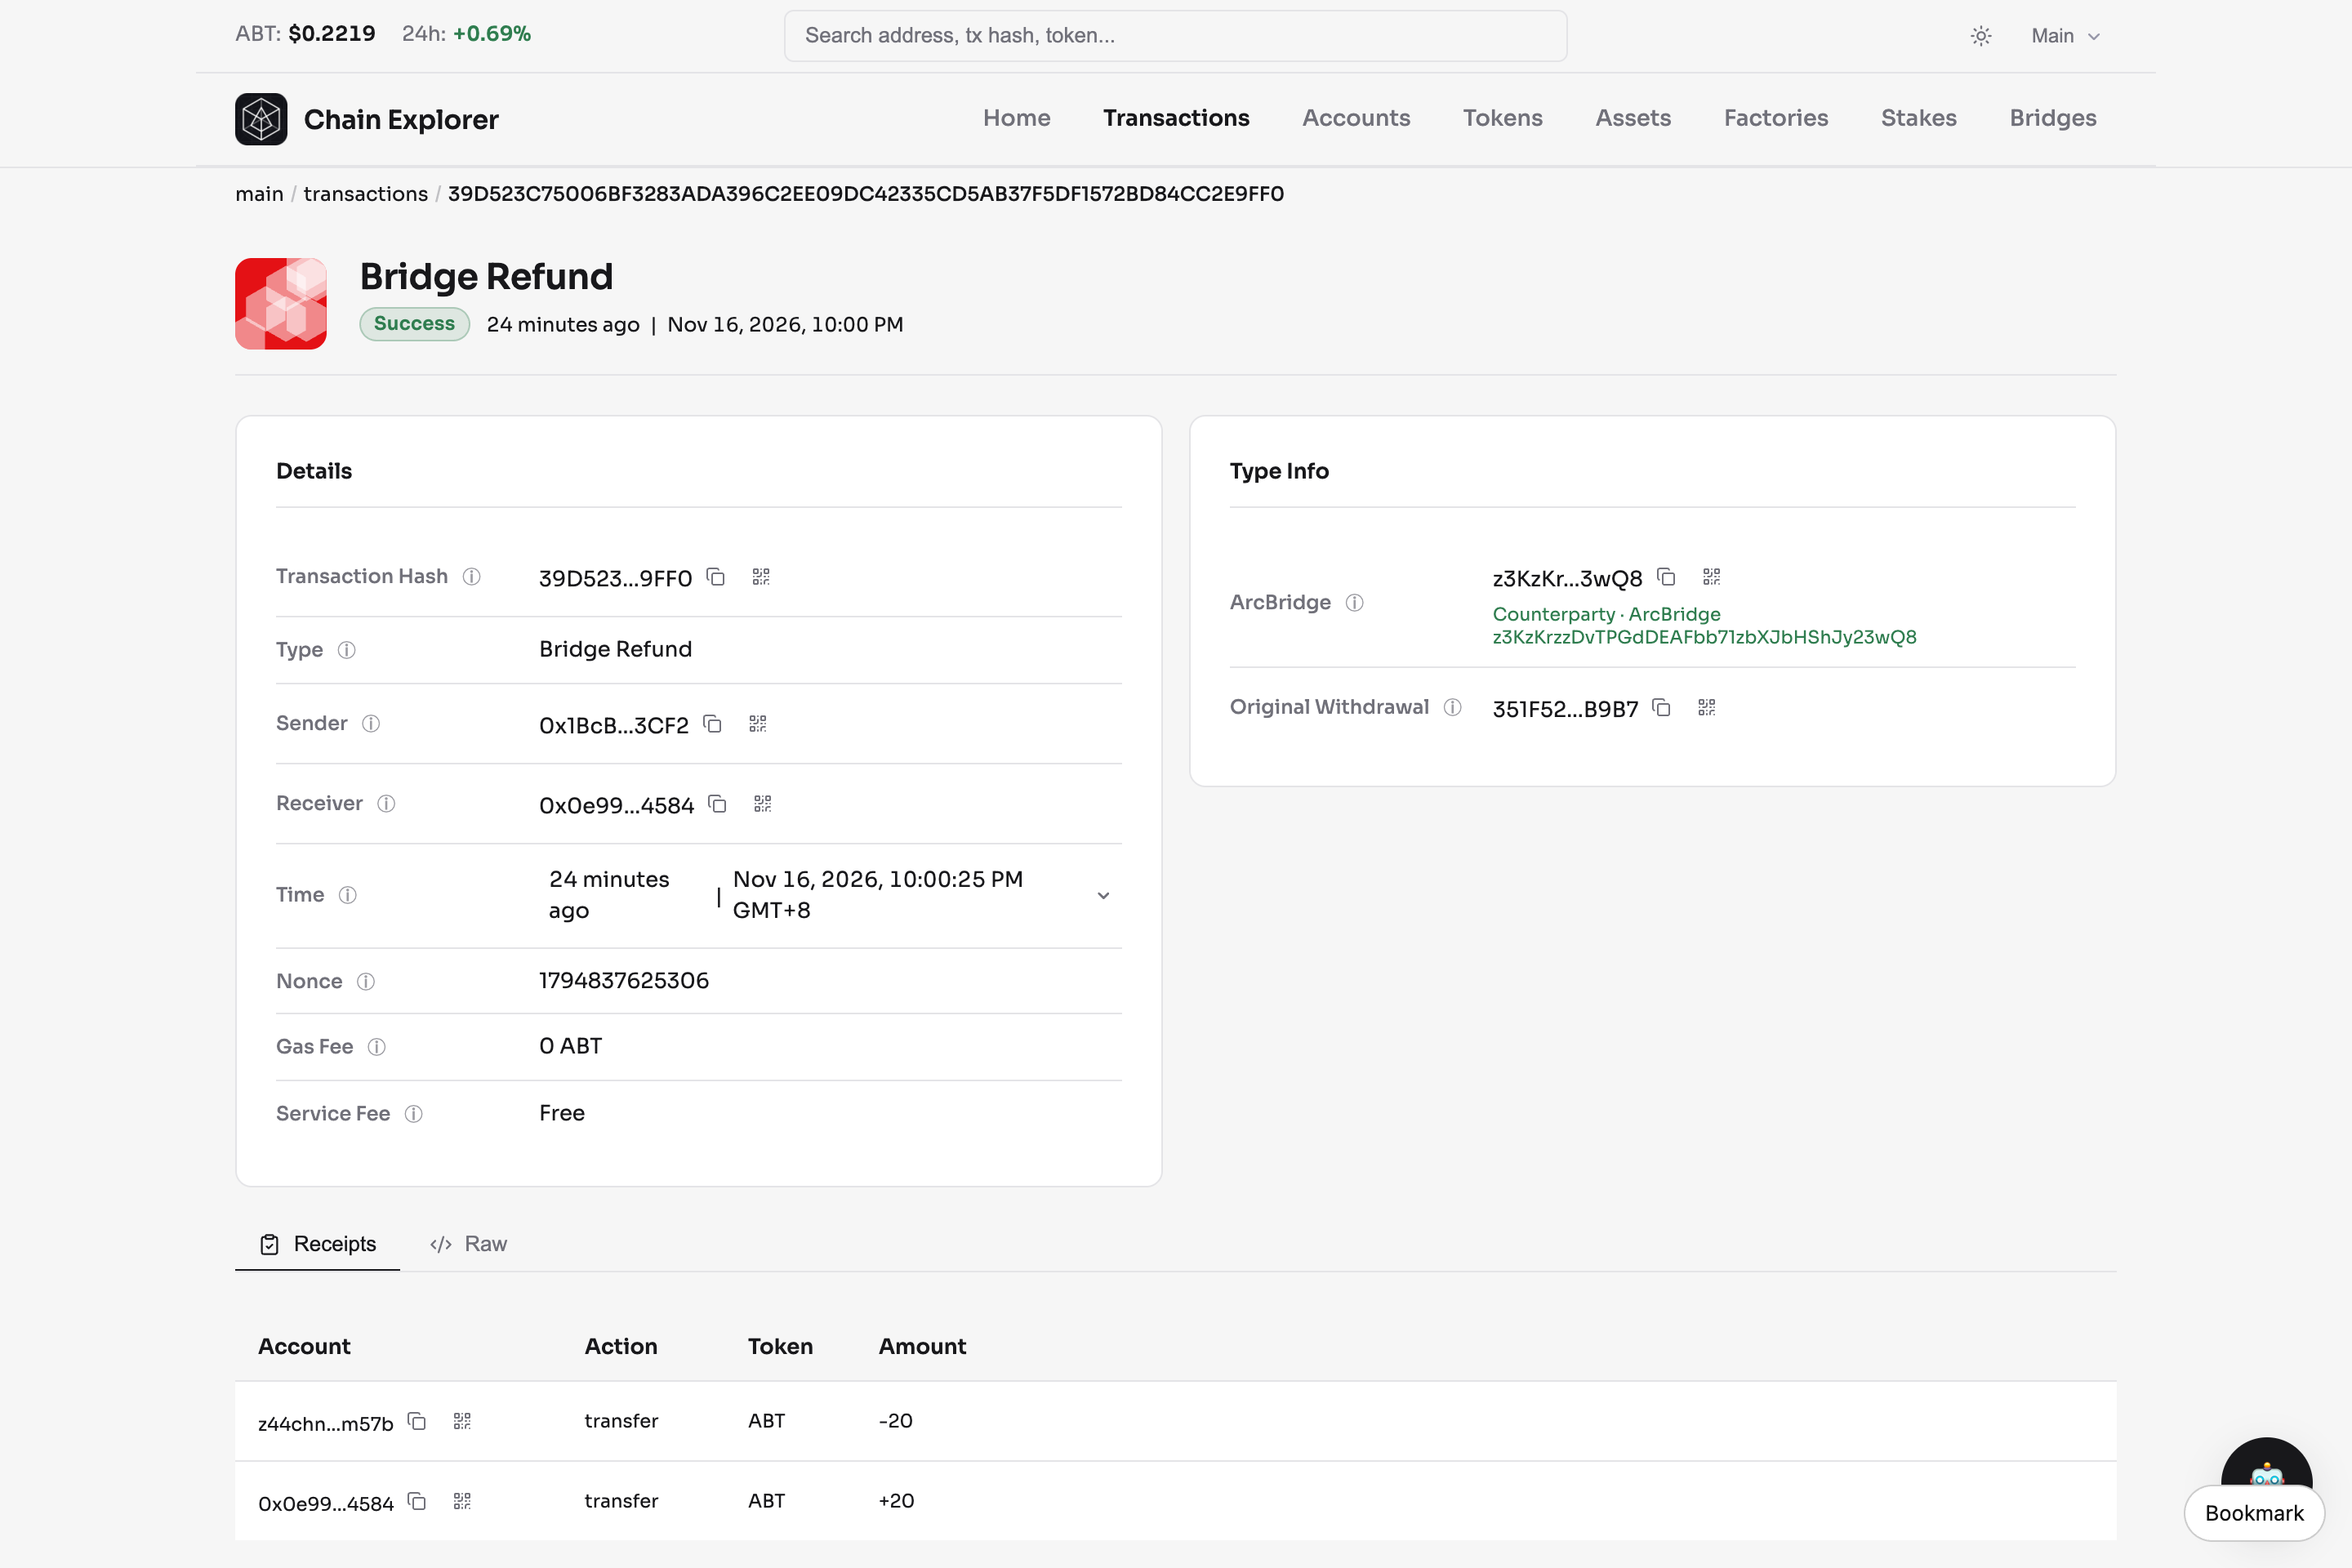 ABT: $0.2219 24h: +0.69%
Search address, tx hash, token...
Main
Chain Explorer
Home Transactions Accounts Tokens Assets Factories Stakes Bridges
main / transactions / 39D523C75006BF3283ADA396C2EE09DC42335CD5AB37F5DF1572BD84CC2E9FF0
Bridge Refund
Success 24 minutes ago | Nov 16, 2026, 10:00 PM
Details
Transaction Hash 39D523...9FF0
Type Bridge Refund
Sender 0x1BcB...3CF2
Receiver 0x0e99...4584
Time 24 minutes ago | Nov 16, 2026, 10:00:25 PM GMT+8
Nonce 1794837625306
Gas Fee 0 ABT
Service Fee Free
Type Info
ArcBridge z3KzKr...3wQ8
Counterparty · ArcBridge
z3KzKrzzDvTPGdDEAFbb71zbXJbHShJy23wQ8
Original Withdrawal 351F52...B9B7
Receipts Raw
Account Action Token Amount
z44chn...m57b transfer ABT -20
0x0e99...4584 transfer ABT +20
Bookmark